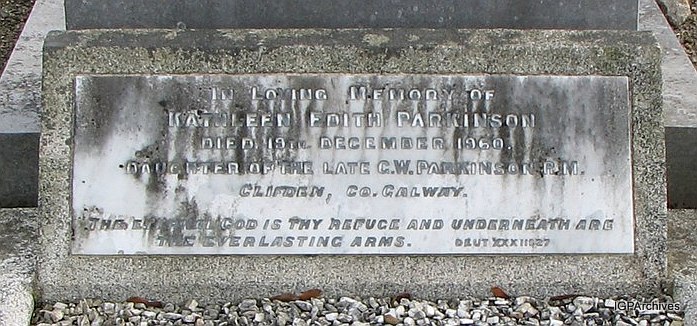 IN LOVING MEMORY OF
KATHLEEN EDITH PARKINSON
DIED 19TH DECEMBER 1960.
DAUGHTER OF THE LATE C.W. PARKINSON R.M.
CLIFDEN, CO. GALWAY.
THE ETERNAL GOD IS THY REFUGE AND UNDERNEATH ARE
THE EVERLASTING ARMS. DEUT XXXIII 27
IGPArchives